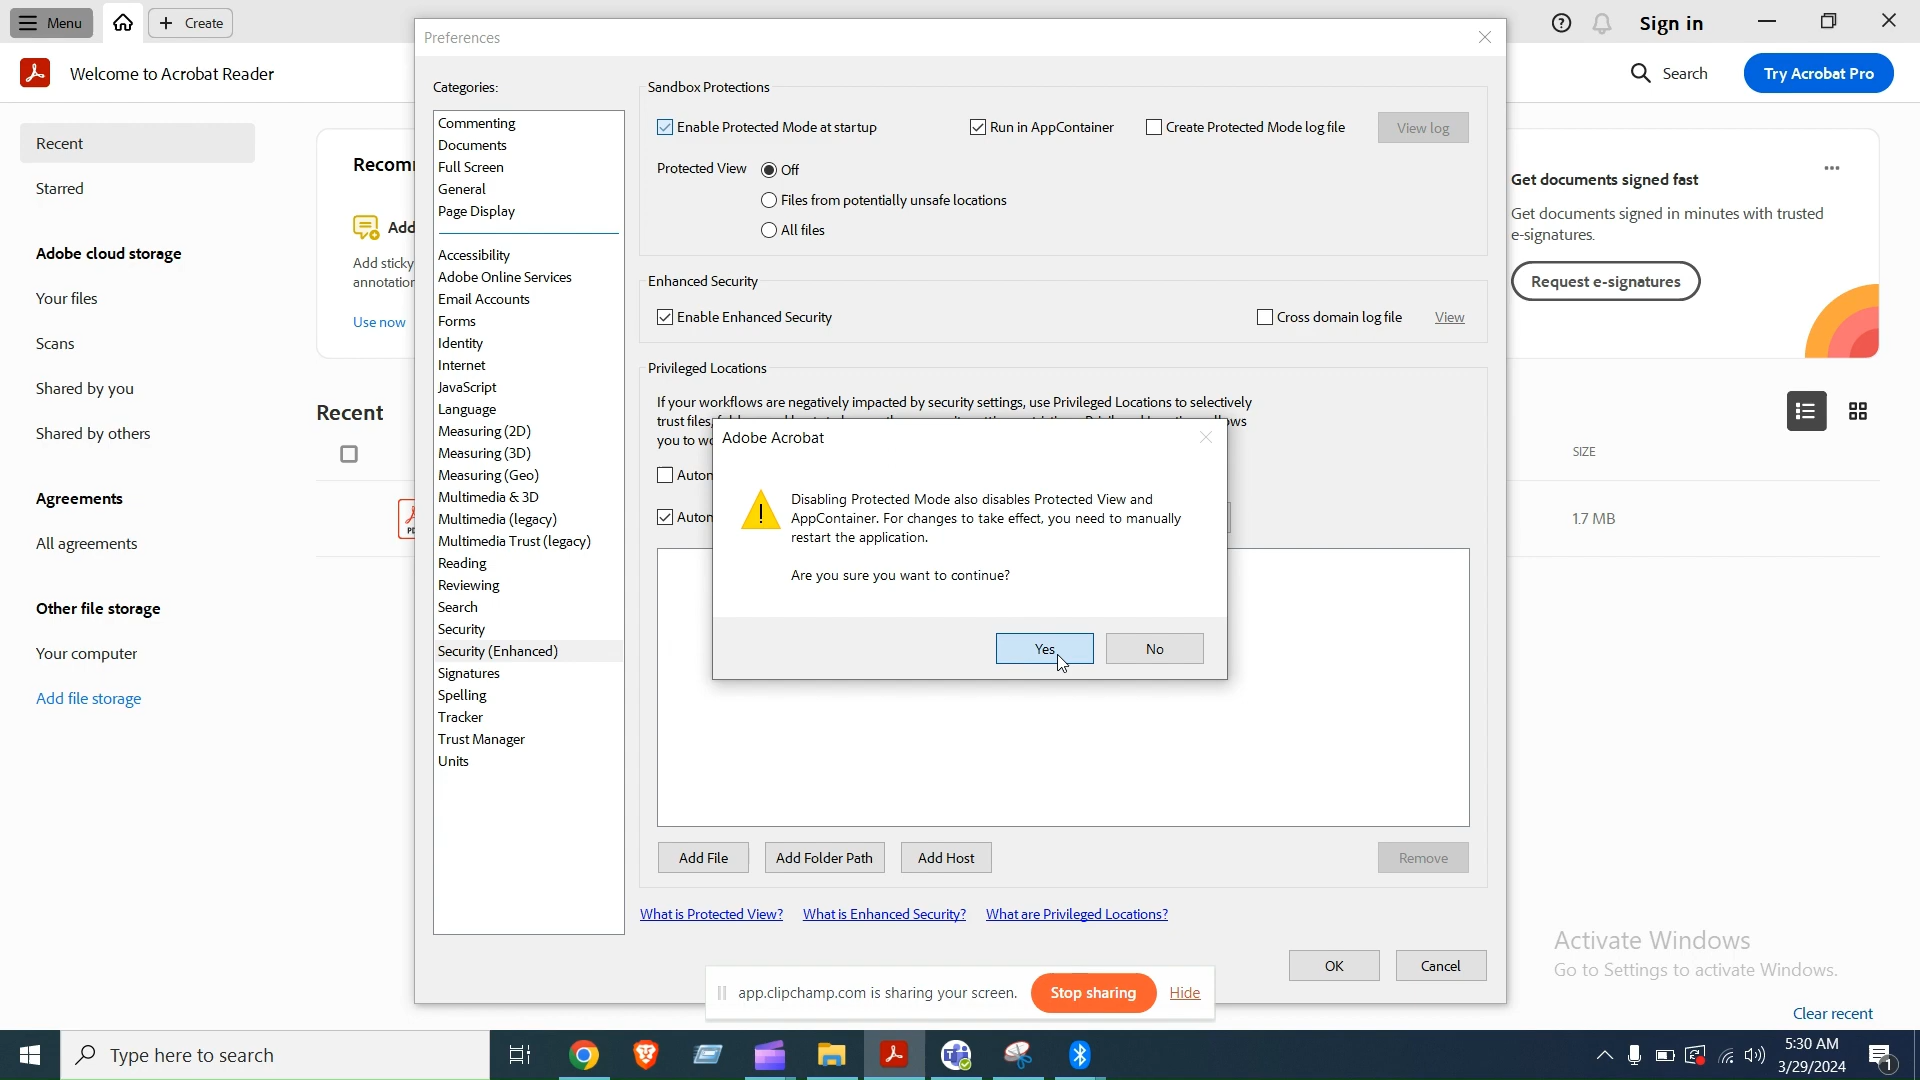 Menu
Create
Sign in
Preferences
Welcome to Acrobat Reader
Search
Try Acrobat Pro
Recent
Starred
Adobe cloud storage
Your files
Scans
Shared by you
Shared by others
Agreements
All agreements
Other file storage
Your computer
Add file storage
Recom
Add
Add sticky
annotation
Use now
Recent
Categories:
Commenting
Documents
Full Screen
General
Page Display
Accessibility
Adobe Online Services
Email Accounts
Forms
Identity
Internet
JavaScript
Language
Measuring (2D)
Measuring (3D)
Measuring (Geo)
Multimedia & 3D
Multimedia (legacy)
Multimedia Trust (legacy)
Reading
Reviewing
Search
Security
Security (Enhanced)
Signatures
Spelling
Tracker
Trust Manager
Units
Sandbox Protections
Enable Protected Mode at startup
Run in AppContainer
Create Protected Mode log file
View log
Protected View
Off
Files from potentially unsafe locations
All files
Enhanced Security
Enable Enhanced Security
Cross domain log file
View
Privileged Locations
If your workflows are negatively impacted by security settings, use Privileged Locations to selectively
trust files,
you to wo
Autom
Autom
Adobe Acrobat
Disabling Protected Mode also disables Protected View and
AppContainer. For changes to take effect, you need to manually
restart the application.
Are you sure you want to continue?
Yes
No
Add File
Add Folder Path
Add Host
Remove
What is Protected View?
What is Enhanced Security?
What are Privileged Locations?
OK
Cancel
app.clipchamp.com is sharing your screen.
Stop sharing
Hide
Get documents signed fast
Get documents signed in minutes with trusted
e-signatures.
Request e-signatures
SIZE
1.7 MB
Activate Windows
Go to Settings to activate Windows.
Clear recent
Type here to search
5:30 AM
3/29/2024
1